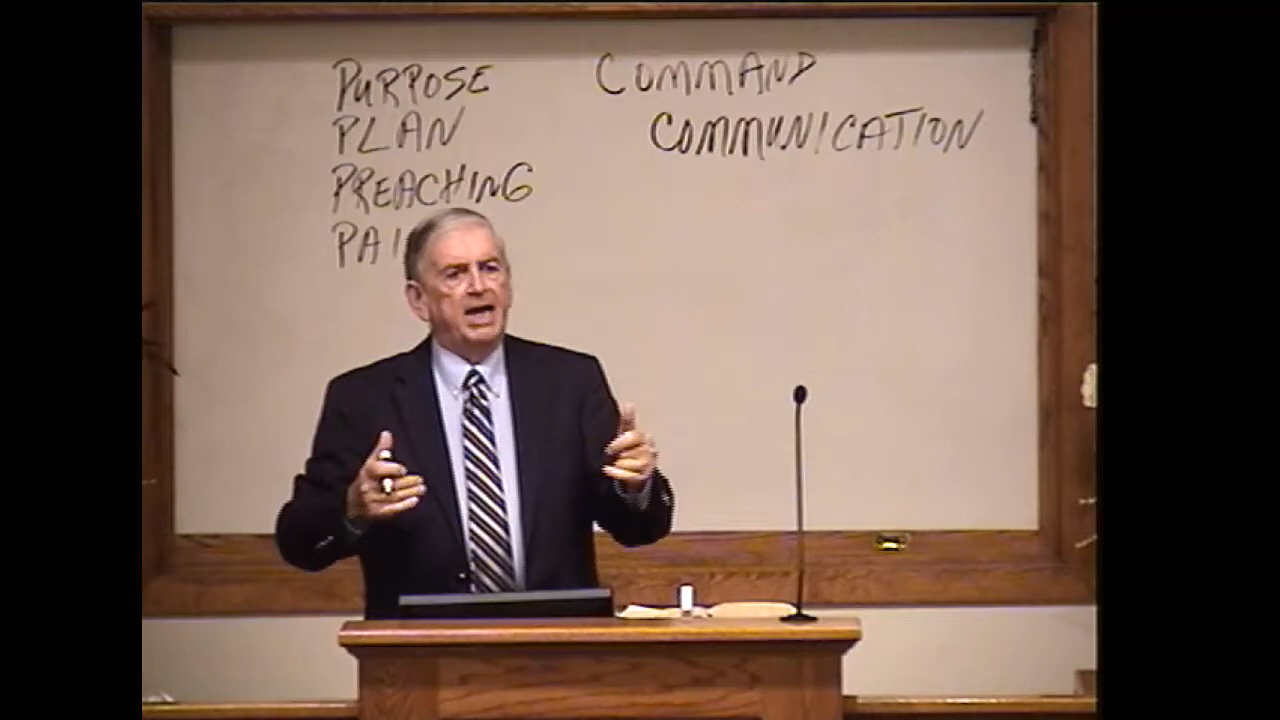 PURPOSE
PLAN
PREACHING
COMMAND
COMMUNICATION